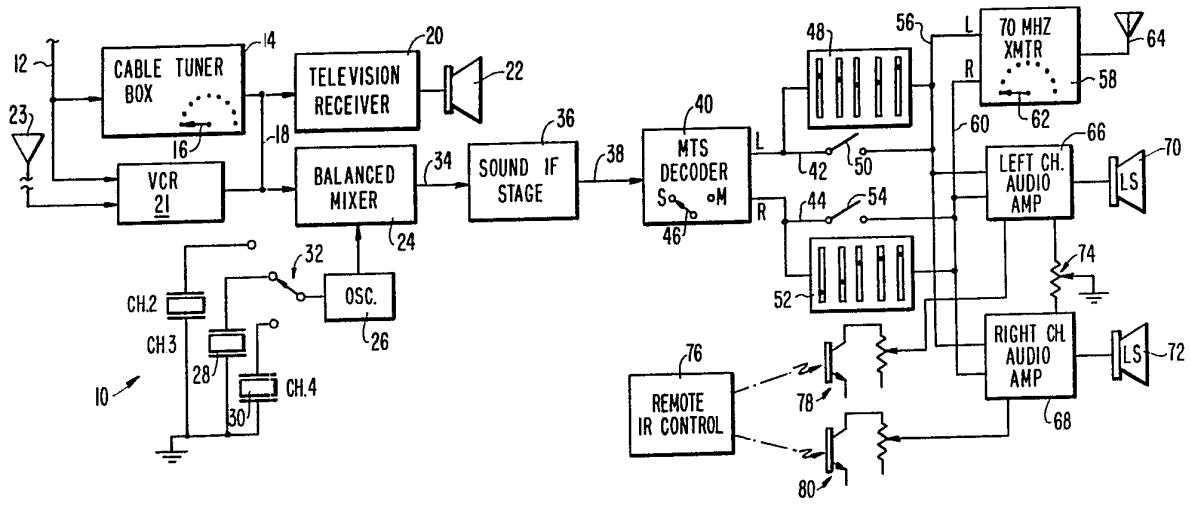 12
14
CABLE TUNER
BOX
16
18
20
TELEVISION
RECEIVER
22
23
VCR
21
BALANCED
MIXER
24
34
36
SOUND IF
STAGE
38
40
MTS
DECODER
S M
46
L
R
42
44
48
50
52
54
56
L
R
70 MHZ
XMTR
58
60
62
64
66
LEFT CH.
AUDIO
AMP
LS
70
74
RIGHT CH.
AUDIO
AMP
68
LS
72
76
REMOTE
IR CONTROL
78
80
32
OSC.
26
CH.2
CH.3
28
30
CH.4
10